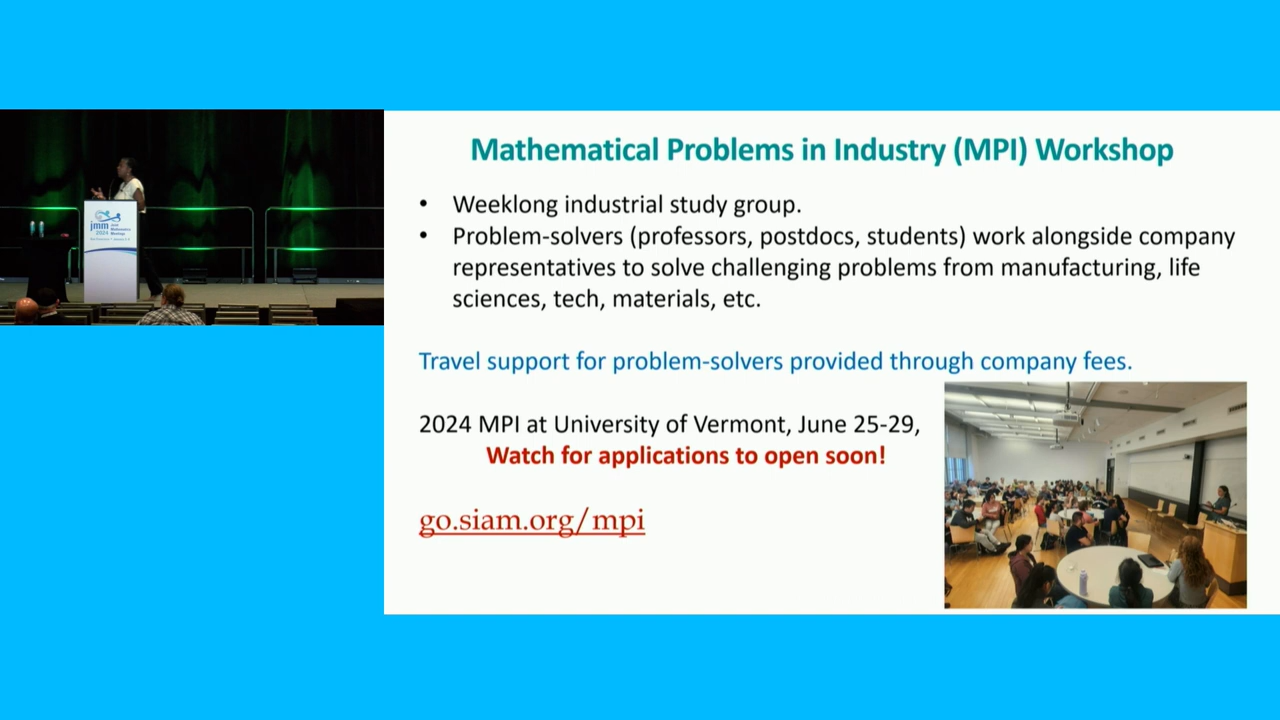 jmm
2024
Joint
Mathematics
Meetings
Mathematical Problems in Industry (MPI) Workshop
• Weeklong industrial study group.
• Problem-solvers (professors, postdocs, students) work alongside company
representatives to solve challenging problems from manufacturing, life
sciences, tech, materials, etc.
Travel support for problem-solvers provided through company fees.
2024 MPI at University of Vermont, June 25-29,
Watch for applications to open soon!
go.siam.org/mpi